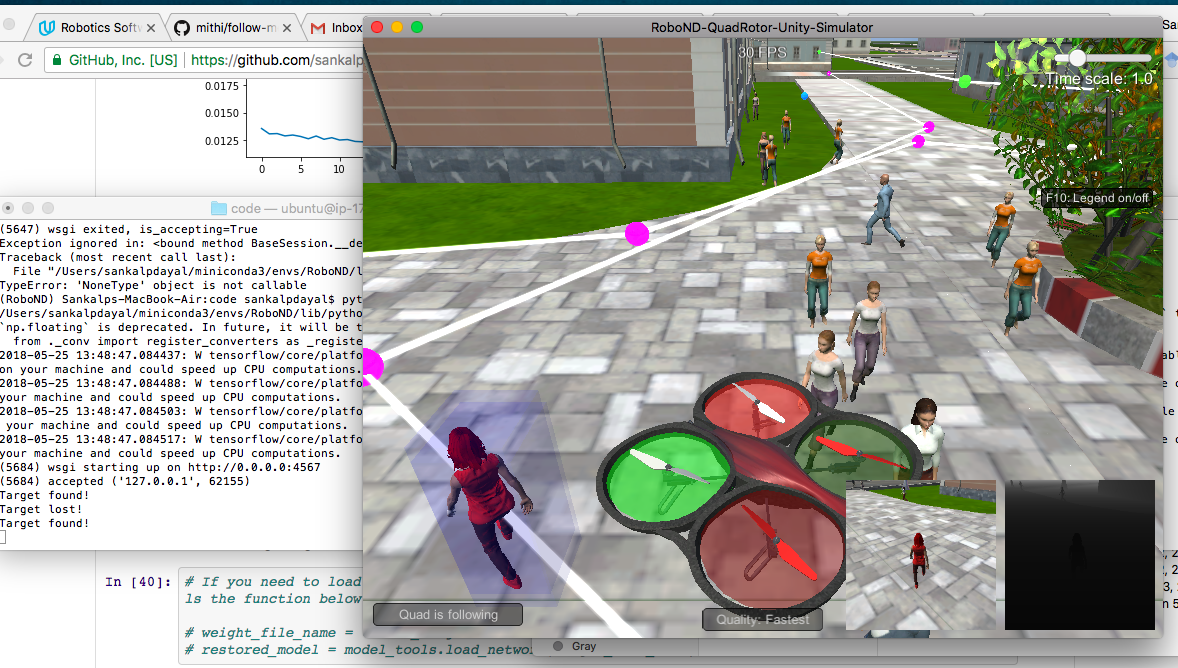 Robotics Softw
mithi/follow-m
Inbox
RoboND-QuadRotor-Unity-Simulator
GitHub, Inc. [US]
https://github.com/sankalp
30 FPS
Time scale: 1.0
0.0175
0.0150
0.0125
0 5 10
F10: Legend on/off
code — ubuntu@ip-17
(5647) wsgi exited, is_accepting=True
Exception ignored in: <bound method BaseSession.__de
Traceback (most recent call last):
File "/Users/sankalpdayal/miniconda3/envs/RoboND/l
TypeError: 'NoneType' object is not callable
(RoboND) Sankalps-MacBook-Air:code sankalpdayal$ pyt
/Users/sankalpdayal/miniconda3/envs/RoboND/lib/pytho
`np.floating` is deprecated. In future, it will be t
from ._conv import register_converters as _registe
2018-05-25 13:48:47.084437: W tensorflow/core/platfo
on your machine and could speed up CPU computations.
2018-05-25 13:48:47.084488: W tensorflow/core/platfo
your machine and could speed up CPU computations.
2018-05-25 13:48:47.084503: W tensorflow/core/platfo
your machine and could speed up CPU computations.
2018-05-25 13:48:47.084517: W tensorflow/core/platfo
your machine and could speed up CPU computations.
(5684) wsgi starting up on http://0.0.0.0:4567
(5684) accepted ('127.0.0.1', 62155)
Target found!
Target lost!
Target found!
In [40]:
# If you need to load
ls the function below
# weight_file_name =
# restored_model = model_tools.load_networ
Quad is following
Quality: Fastest
Gray